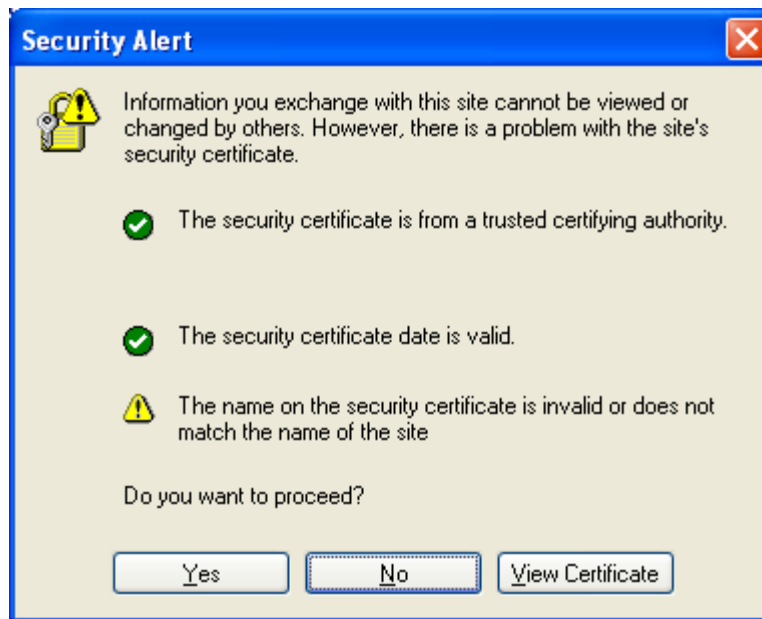 Security Alert
Information you exchange with this site cannot be viewed or
changed by others. However, there is a problem with the site's
security certificate.
The security certificate is from a trusted certifying authority.
The security certificate date is valid.
The name on the security certificate is invalid or does not
match the name of the site
Do you want to proceed?
Yes No View Certificate